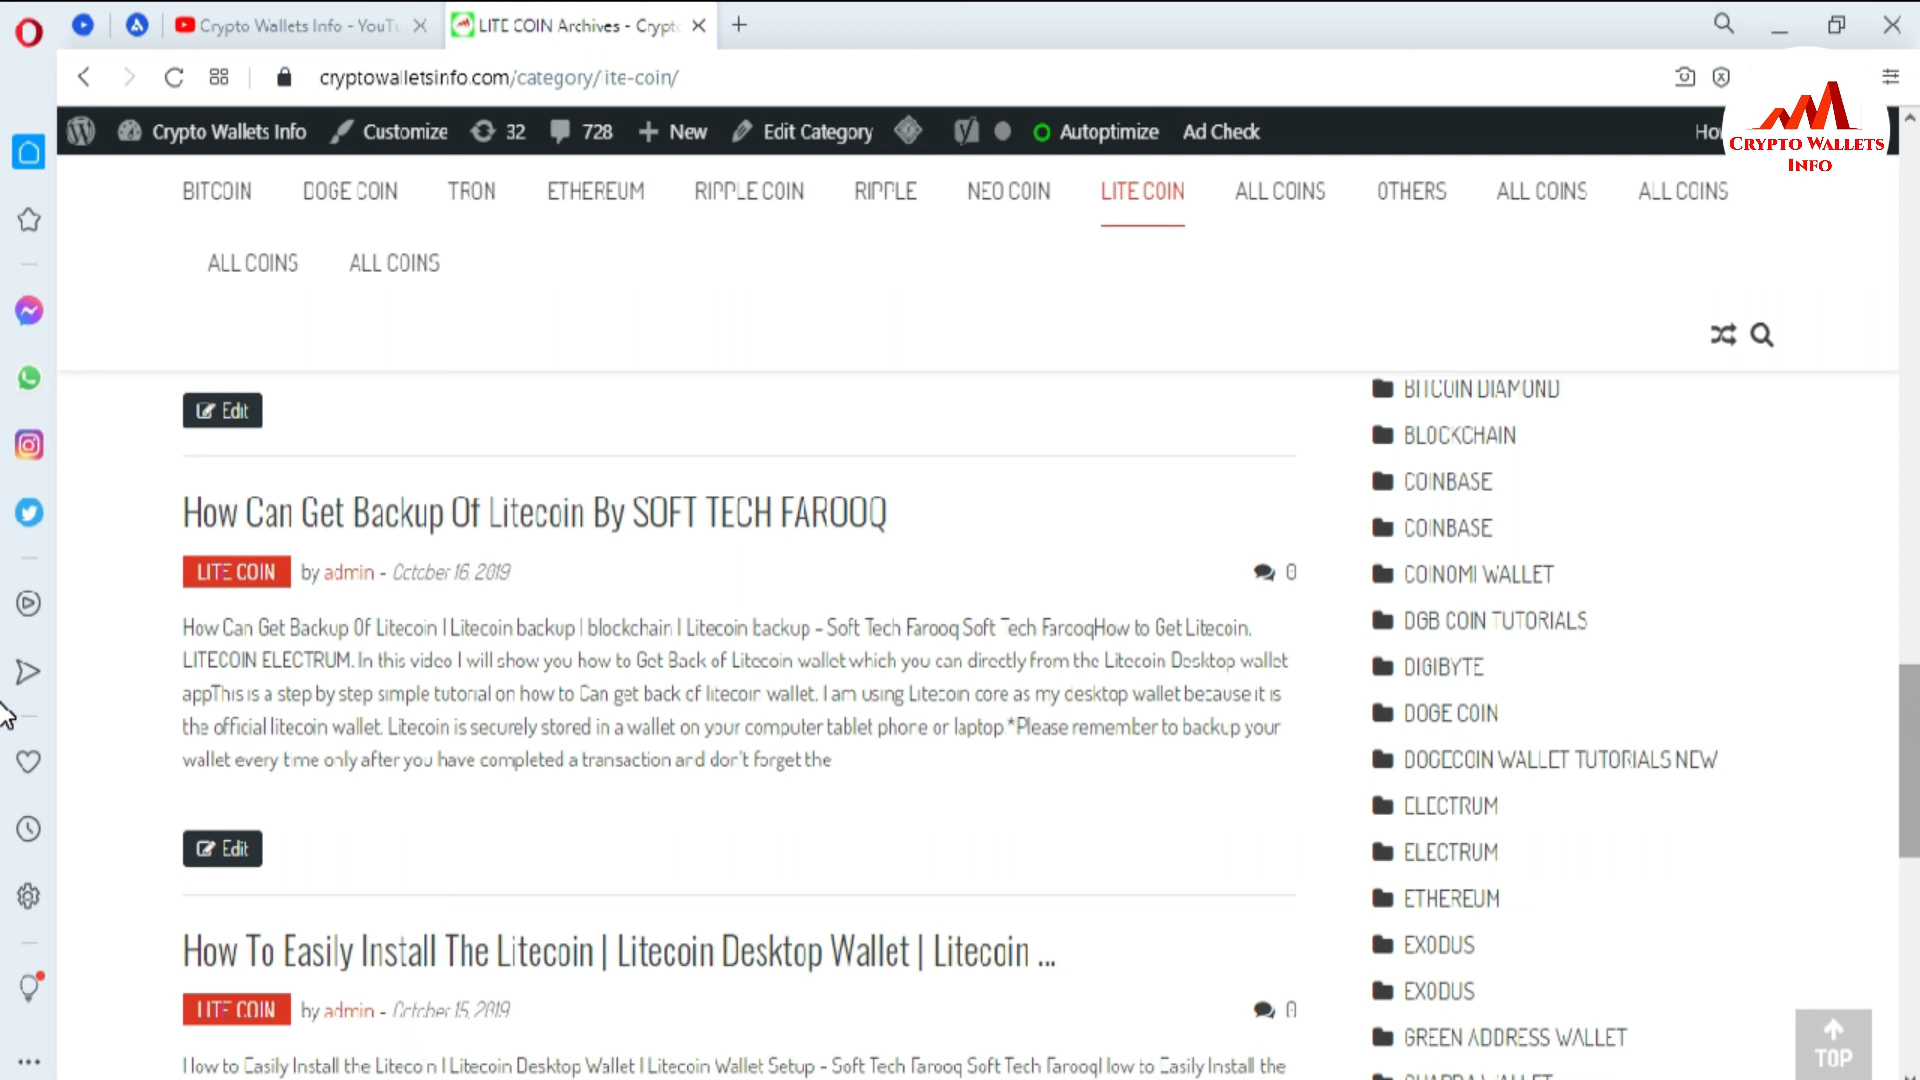 Crypto Wallets Info - YouTu
LITE COIN Archives - Crypto
cryptowalletsinfo.com/category/ite-coin/
Crypto Wallets Info Customize 32 728 New Edit Category Autoptimize Ad Check
CRYPTO WALLETS
INFO
BITCOIN DOGE COIN TRON ETHEREUM RIPPLE COIN RIPPLE NEO COIN LITE COIN ALL COINS OTHERS ALL COINS ALL COINS
ALL COINS ALL COINS
Edit
How Can Get Backup Of Litecoin By SOFT TECH FAROOQ
LITE COIN by admin - October 16, 2019 0
How Can Get Backup Of Litecoin | Litecoin backup | blockchain | Litecoin backup – Soft Tech Farooq Soft Tech FarooqHow to Get Litecoin.
LITECOIN ELECTRUM. In this video I will show you how to Get Back of Litecoin wallet which you can directly from the Litecoin Desktop wallet
appThis is a step by step simple tutorial on how to Can get back of litecoin wallet. I am using Litecoin core as my desktop wallet because it is
the official litecoin wallet. Litecoin is securely stored in a wallet on your computer tablet phone or laptop.*Please remember to backup your
wallet every time only after you have completed a transaction and don't forget the
Edit
How To Easily Install The Litecoin | Litecoin Desktop Wallet | Litecoin ...
LITE COIN by admin - October 15, 2019 0
How to Easily Install the Litecoin | Litecoin Desktop Wallet | Litecoin Wallet Setup – Soft Tech Farooq Soft Tech FarooqHow to Easily Install the
BITCOIN DIAMOND
BLOCKCHAIN
COINBASE
COINBASE
COINOMI WALLET
DGB COIN TUTORIALS
DIGIBYTE
DOGE COIN
DOGECOIN WALLET TUTORIALS NEW
ELECTRUM
ELECTRUM
ETHEREUM
EXODUS
EXODUS
GREEN ADDRESS WALLET
TOP